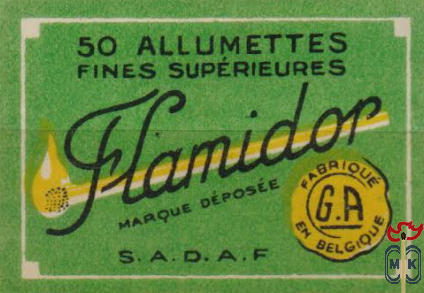 50 ALLUMETTES
FINES SUPÉRIEURES
Flamidor
MARQUE DÉPOSÉE
FABRIQUÉ
G.A
EN BELGIQUE
S.A.D.A.F
MK